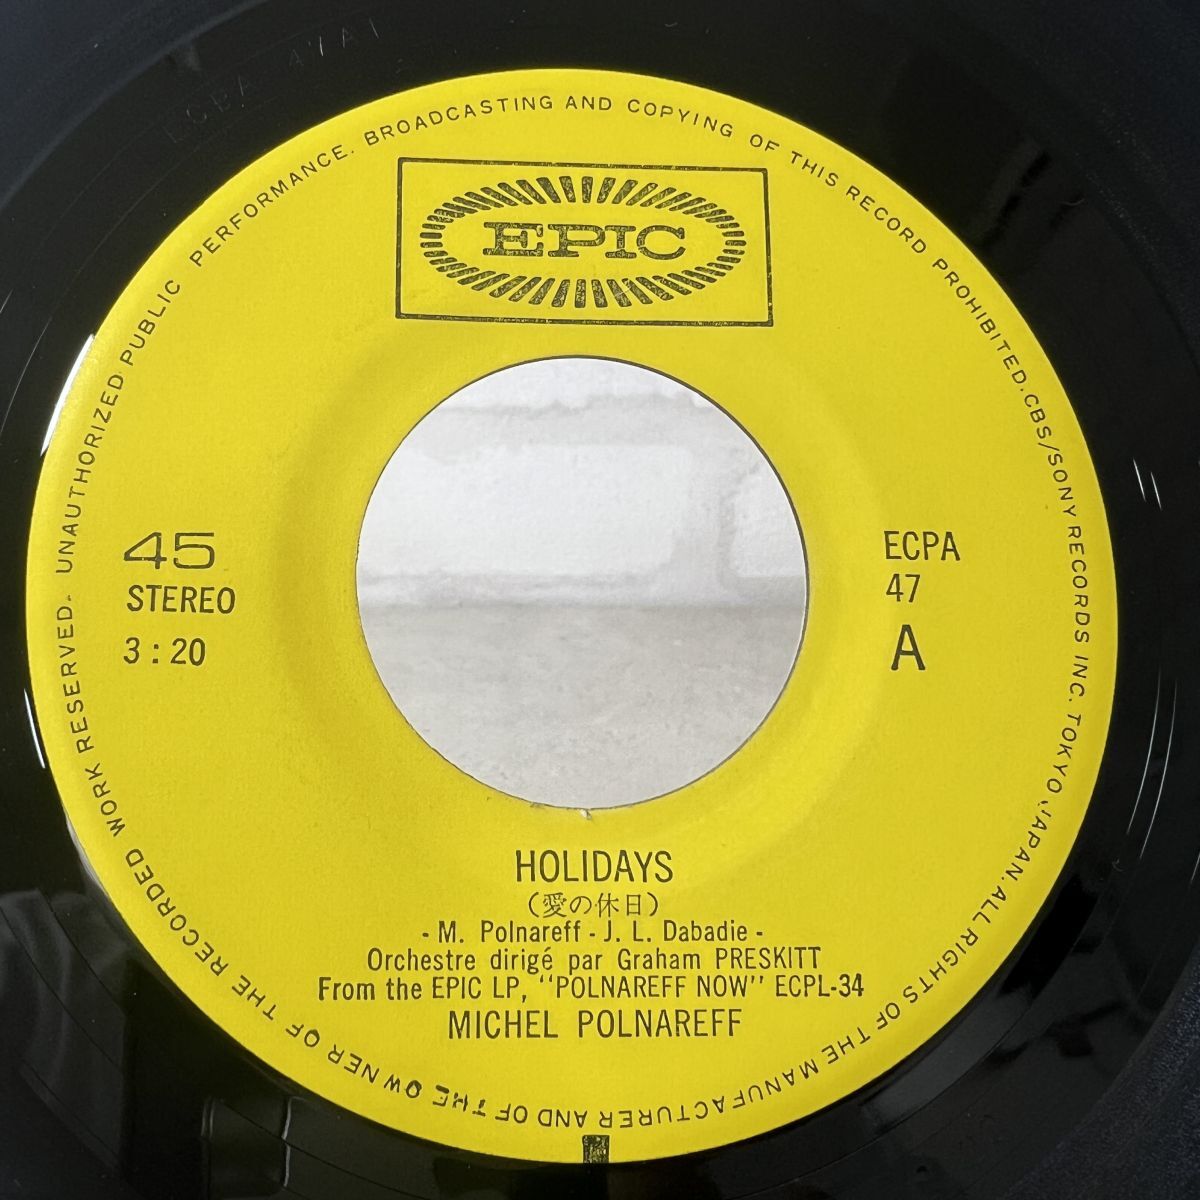 UNAUTHORIZED PUBLIC PERFORMANCE. BROADCASTING AND COPYING OF THIS RECORD PROHIBITED. CBS/SONY RECORDS INC. TOKYO, JAPAN. ALL RIGHTS OF THE MANUFACTURER AND OF THE OWNER OF THE RECORDED WORK RESERVED.
EPIC
45
STEREO
3:20
ECPA
47
A
HOLIDAYS
(愛の休日)
- M. Polnareff - J. L. Dabadie -
Orchestre dirigé par Graham PRESKITT
From the EPIC LP, “POLNAREFF NOW” ECPL-34
MICHEL POLNAREFF